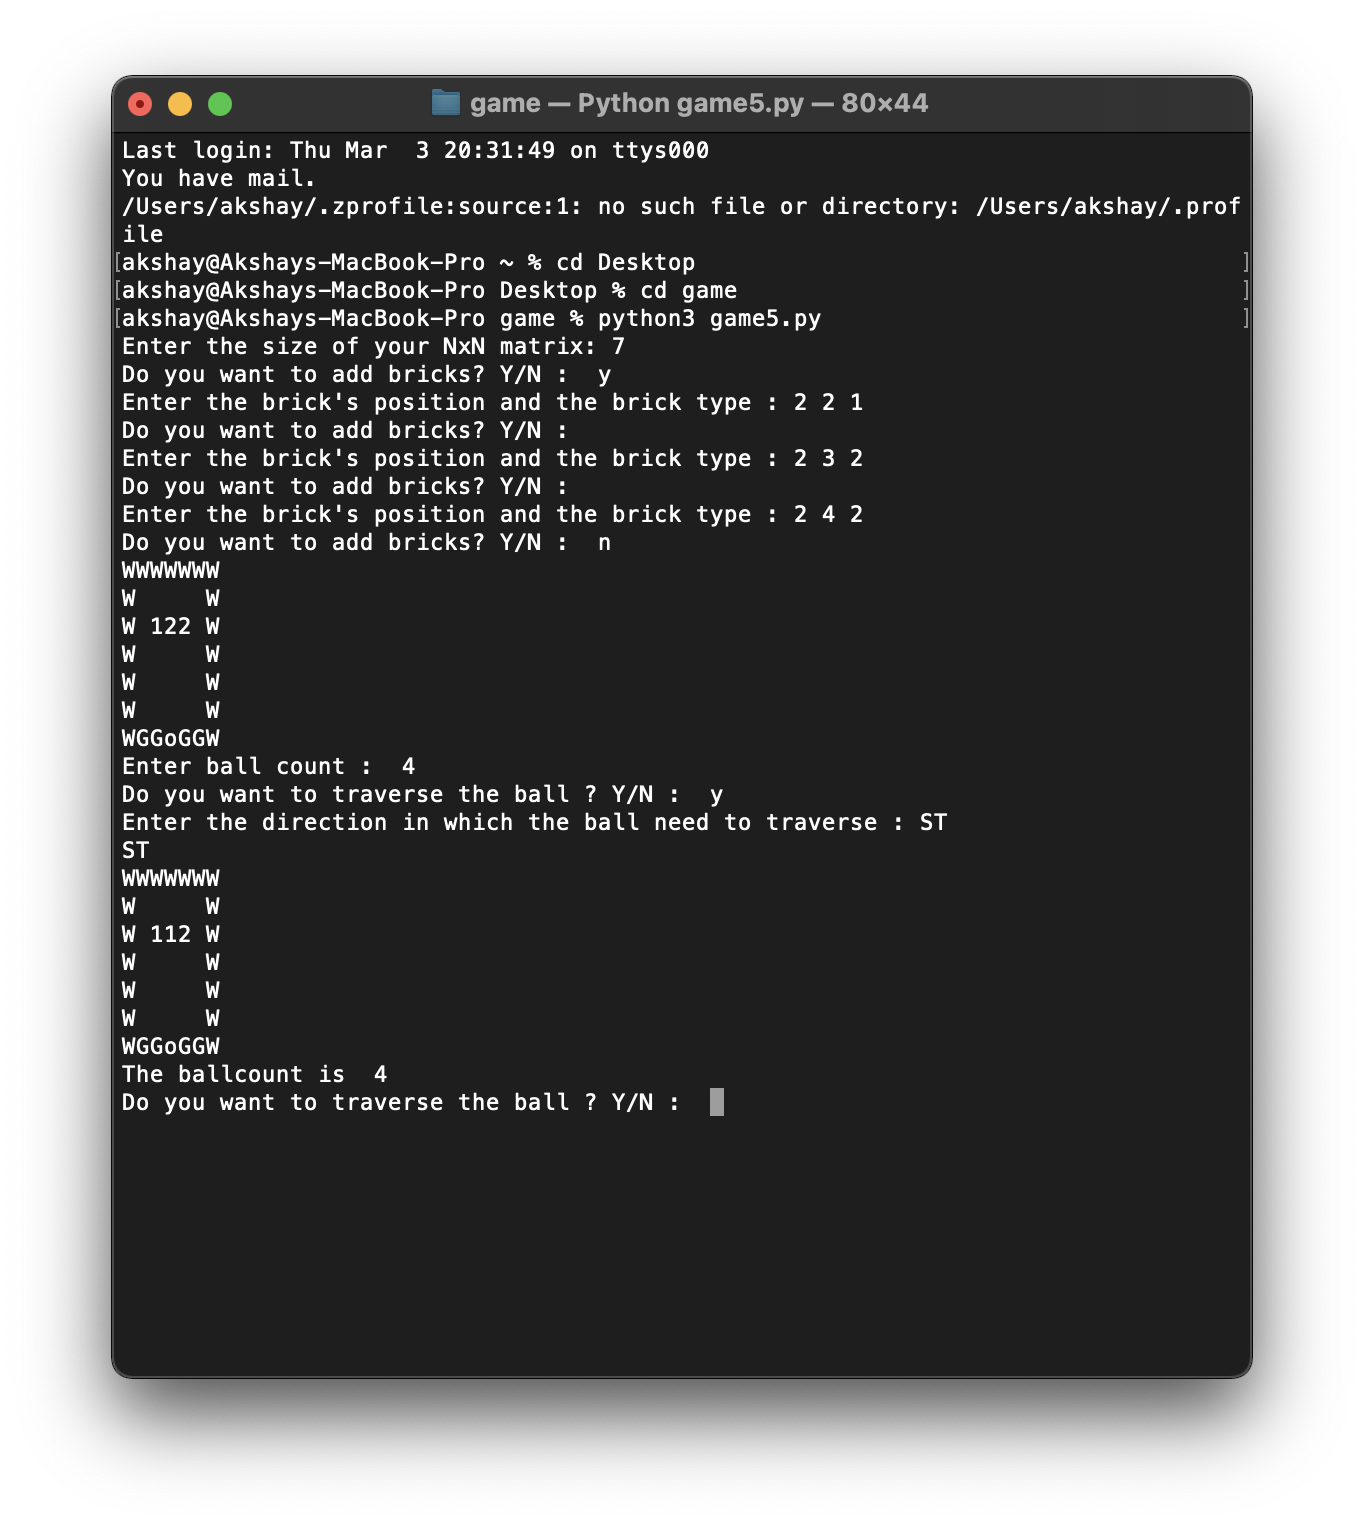 game — Python game5.py — 80×44
Last login: Thu Mar  3 20:31:49 on ttys000
You have mail.
/Users/akshay/.zprofile:source:1: no such file or directory: /Users/akshay/.prof
ile
[akshay@Akshays-MacBook-Pro ~ % cd Desktop                                      ]
[akshay@Akshays-MacBook-Pro Desktop % cd game                                   ]
[akshay@Akshays-MacBook-Pro game % python3 game5.py                             ]
Enter the size of your NxN matrix: 7
Do you want to add bricks? Y/N :  y
Enter the brick's position and the brick type : 2 2 1
Do you want to add bricks? Y/N :
Enter the brick's position and the brick type : 2 3 2
Do you want to add bricks? Y/N :
Enter the brick's position and the brick type : 2 4 2
Do you want to add bricks? Y/N :  n
WWWWWWW
W     W
W 122 W
W     W
W     W
W     W
WGGoGGW
Enter ball count :  4
Do you want to traverse the ball ? Y/N :  y
Enter the direction in which the ball need to traverse : ST
ST
WWWWWWW
W     W
W 112 W
W     W
W     W
W     W
WGGoGGW
The ballcount is  4
Do you want to traverse the ball ? Y/N :